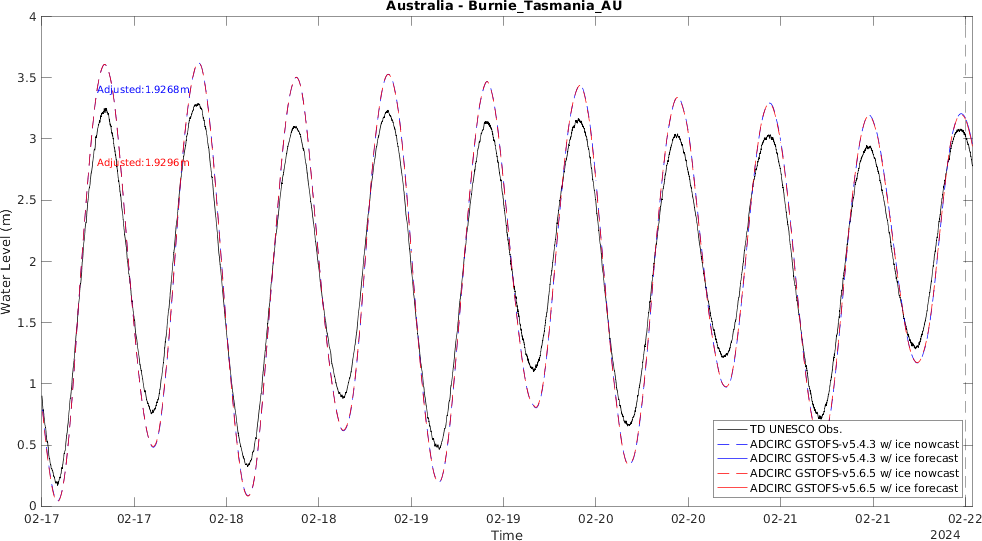 Australia - Burnie_Tasmania_AU
4
3.5
3
2.5
2
1.5
1
0.5
0
Water Level (m)
Adjusted:1.9268m
Adjusted:1.9296m
TD UNESCO Obs.
ADCIRC GSTOFS-v5.4.3 w/ ice nowcast
ADCIRC GSTOFS-v5.4.3 w/ ice forecast
ADCIRC GSTOFS-v5.6.5 w/ ice nowcast
ADCIRC GSTOFS-v5.6.5 w/ ice forecast
02-17 02-17 02-18 02-18 02-19 02-19 02-20 02-20 02-21 02-21 02-22
Time
2024